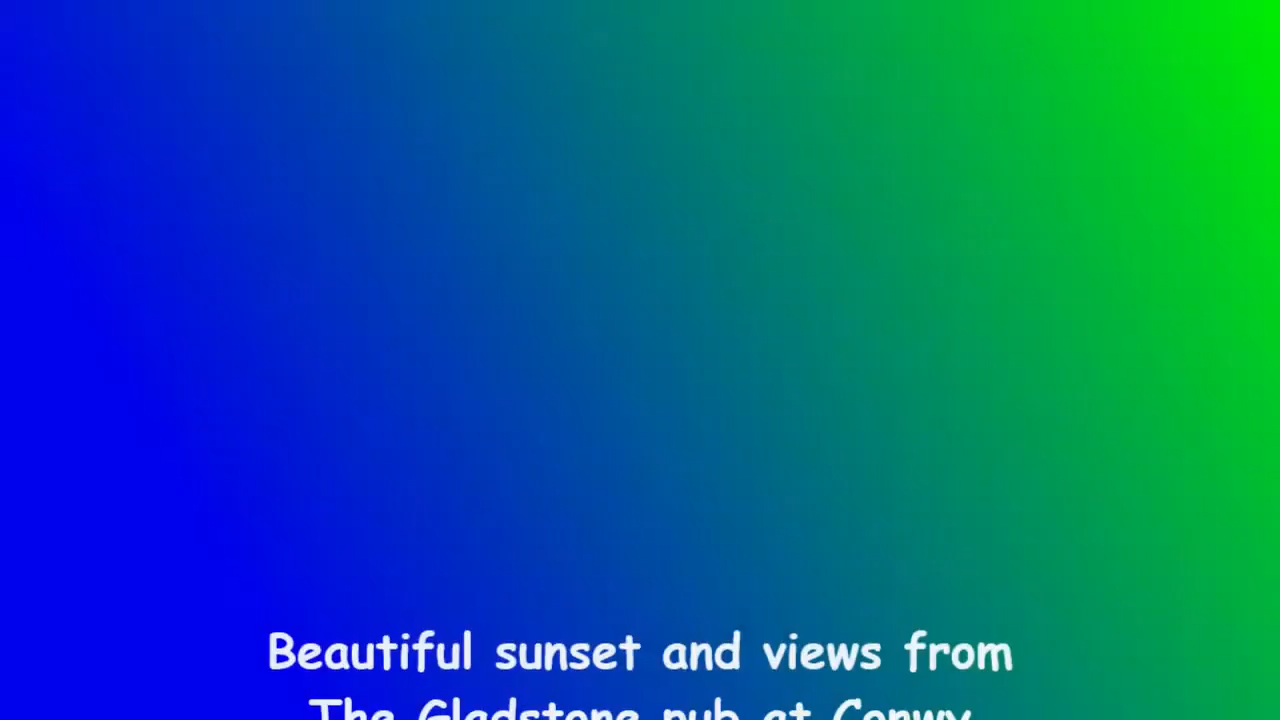 Beautiful sunset and views from
The Gladstone pub at Conwy